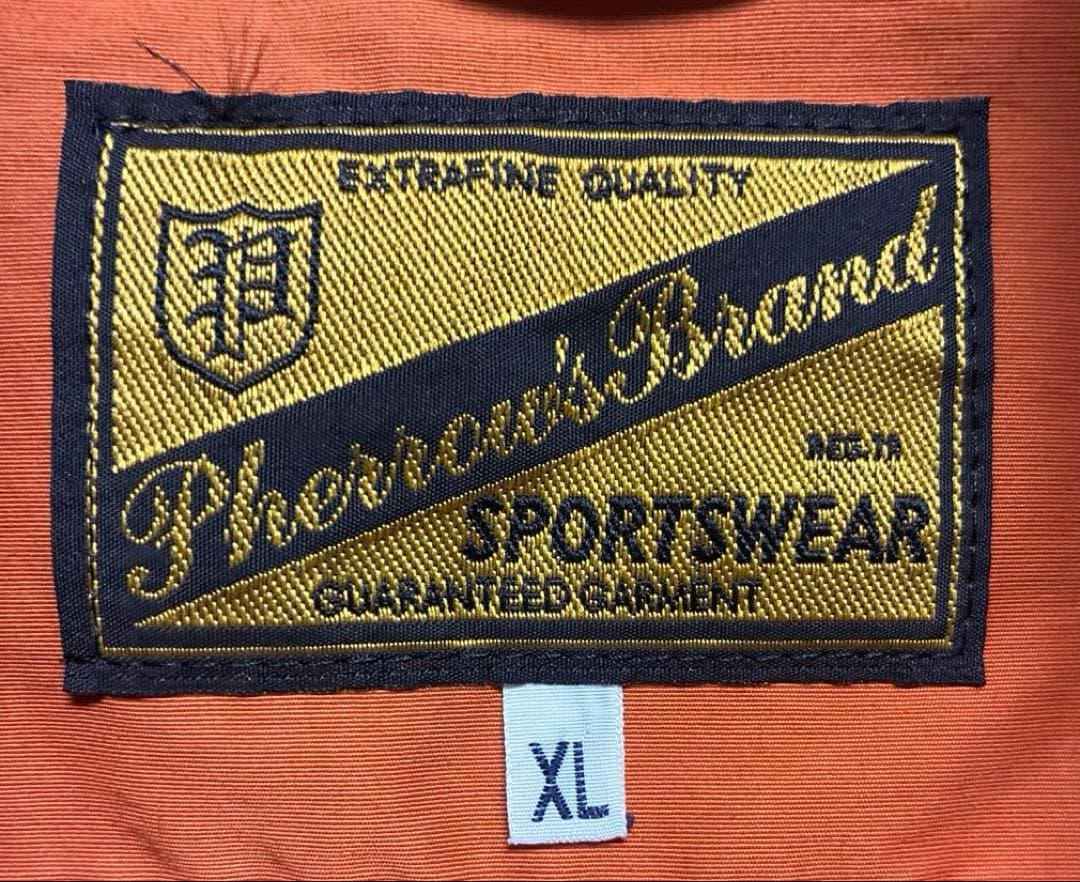 EXTRAFINE QUALITY
P
Pherrow's Brand
REG.TM
SPORTSWEAR
GUARANTEED GARMENT
XL